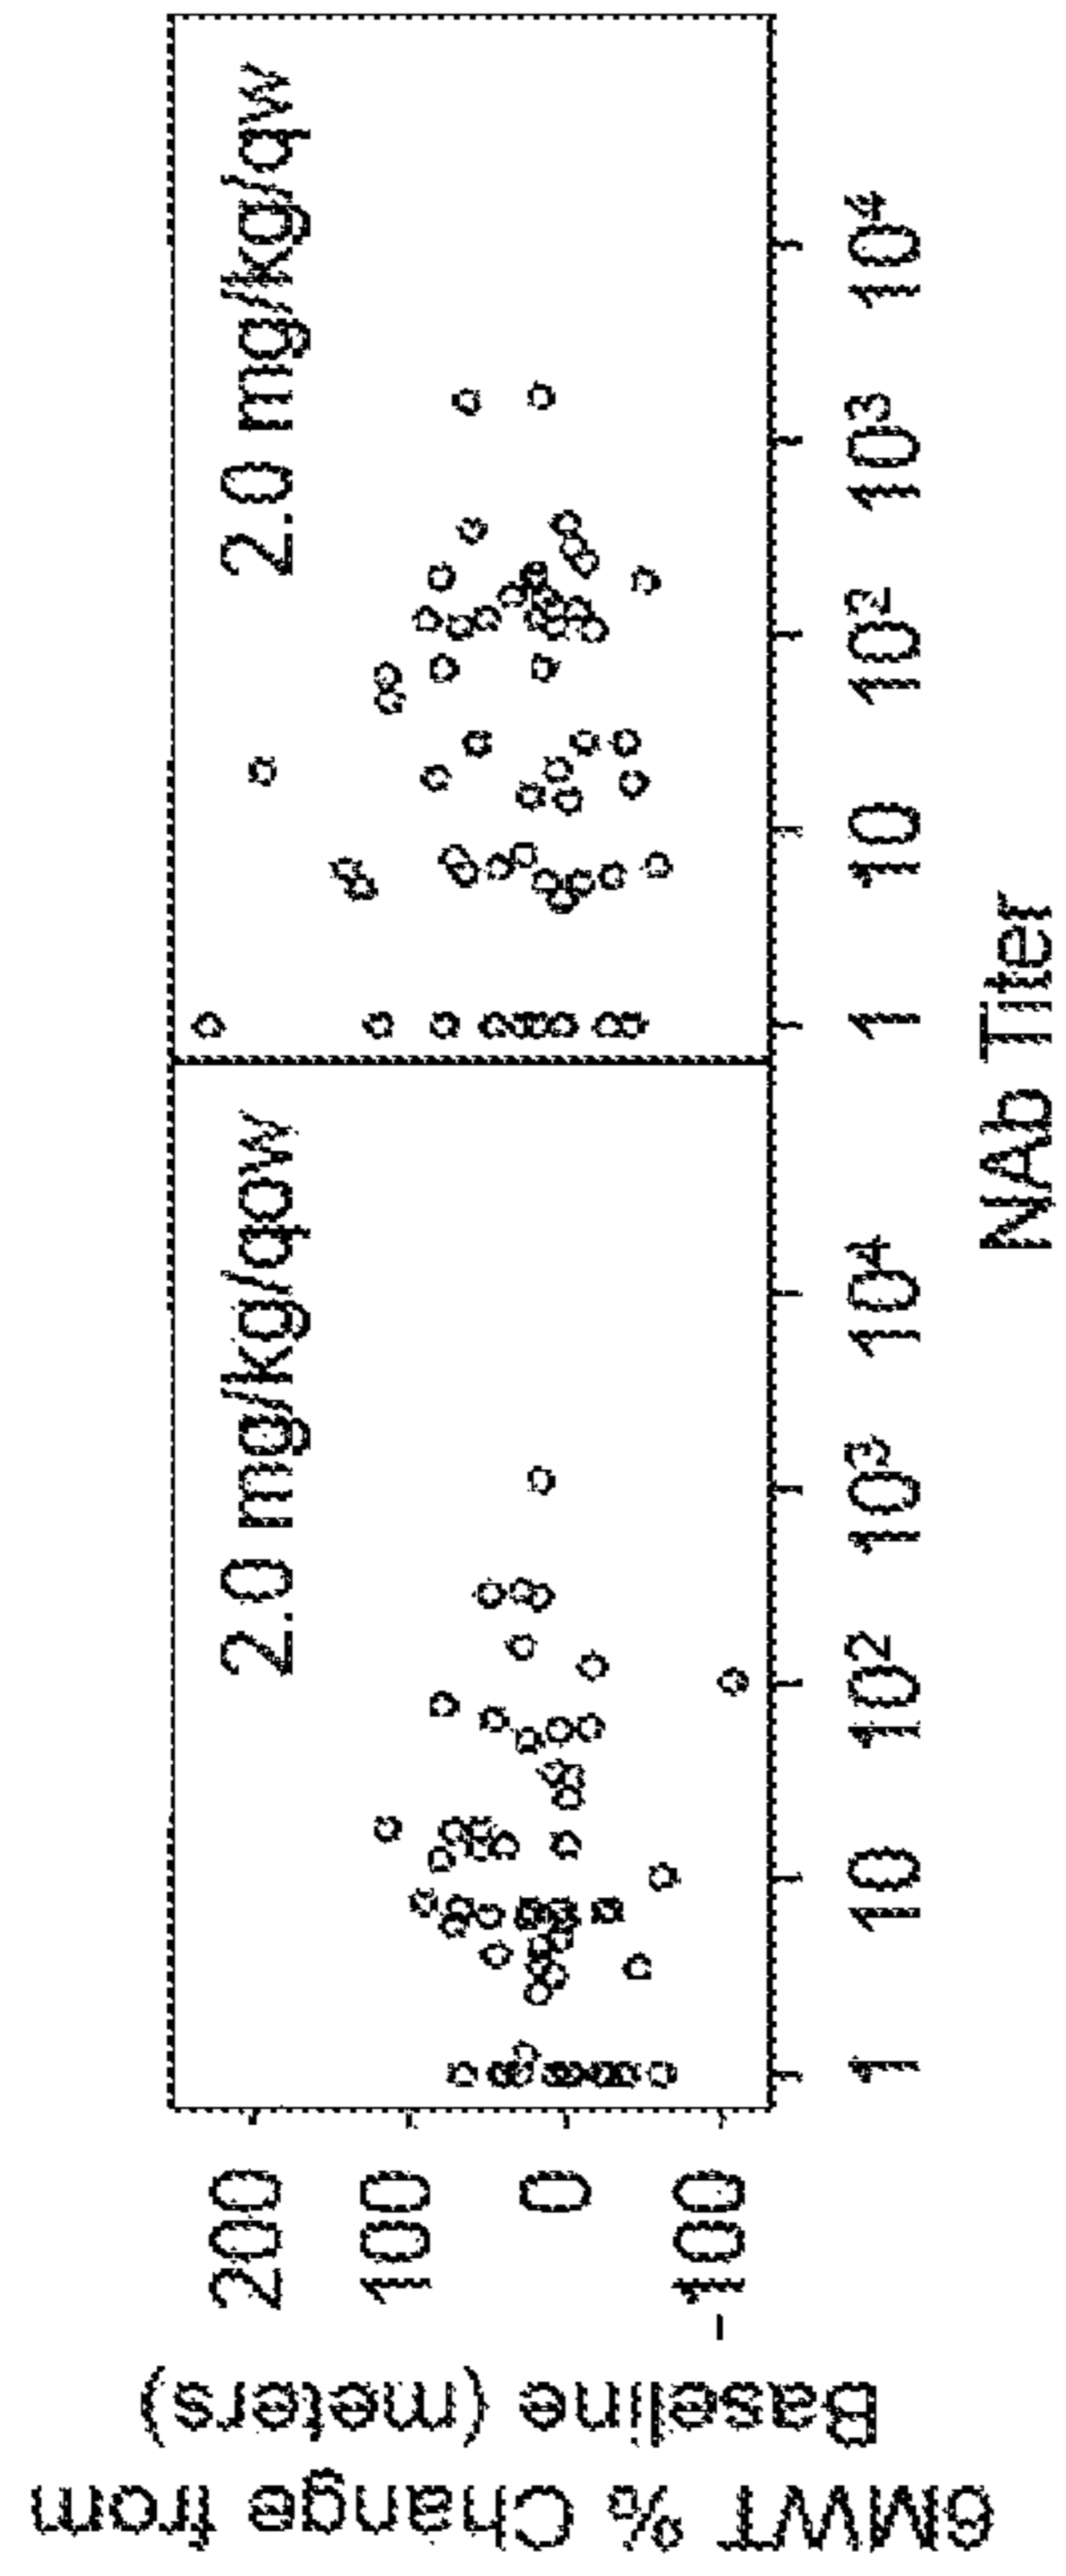 6MWT % Change from
Baseline (meters)
200
100
0
-100
2.0 mg/kg/qow
2.0 mg/kg/qw
1 10 10² 10³ 10⁴ 1 10 10² 10³ 10⁴
NAb Titer